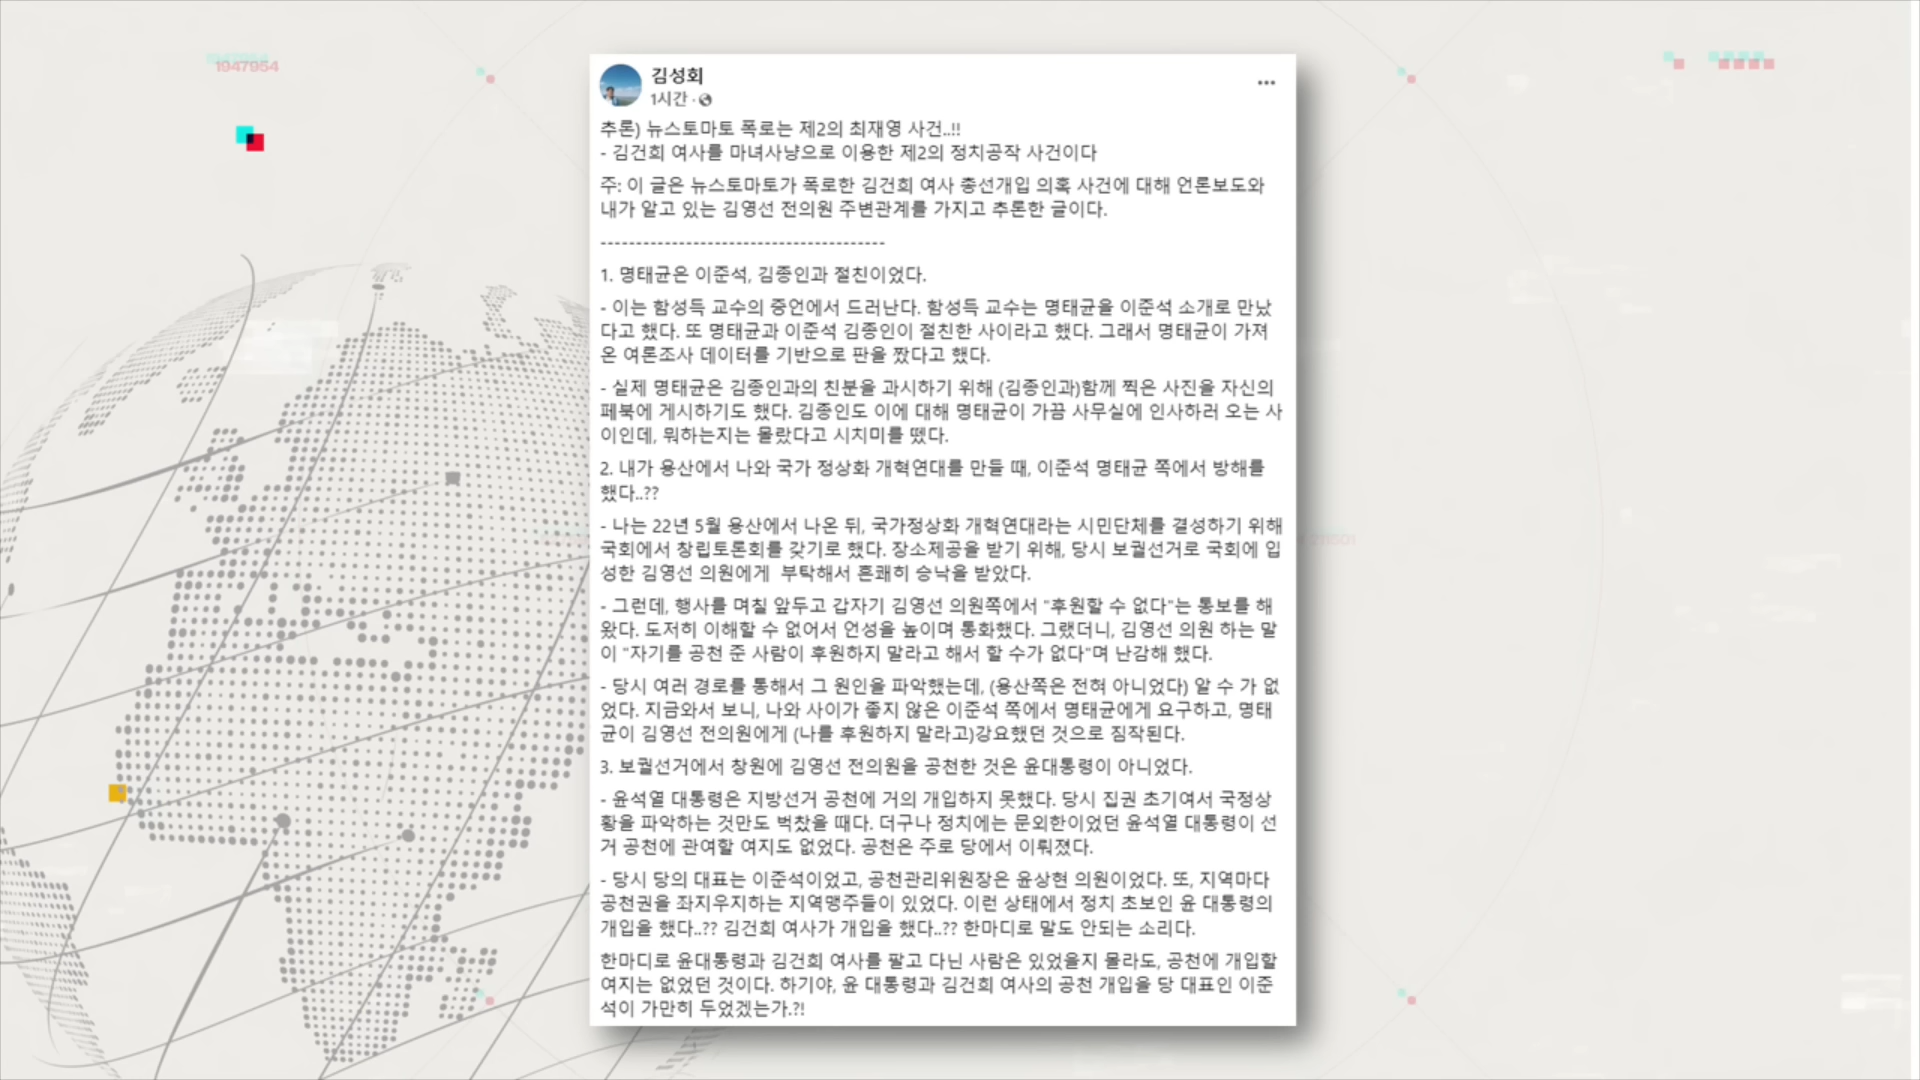 1947954
김성회
1시간 ·
추론) 뉴스토마토 폭로는 제2의 최재영 사건..!!
- 김건희 여사를 마녀사냥으로 이용한 제2의 정치공작 사건이다
주: 이 글은 뉴스토마토가 폭로한 김건희 여사 총선개입 의혹 사건에 대해 언론보도와
내가 알고 있는 김영선 전의원 주변관계를 가지고 추론한 글이다.
----------------------------------------
1. 명태균은 이준석, 김종인과 절친이었다.
- 이는 함성득 교수의 증언에서 드러난다. 함성득 교수는 명태균을 이준석 소개로 만났
다고 했다. 또 명태균과 이준석 김종인이 절친한 사이라고 했다. 그래서 명태균이 가져
온 여론조사 데이터를 기반으로 판을 짰다고 했다.
- 실제 명태균은 김종인과의 친분을 과시하기 위해 (김종인과)함께 찍은 사진을 자신의
페북에 게시하기도 했다. 김종인도 이에 대해 명태균이 가끔 사무실에 인사하러 오는 사
이인데, 뭐하는지는 몰랐다고 시치미를 뗐다.
2. 내가 용산에서 나와 국가 정상화 개혁연대를 만들 때, 이준석 명태균 쪽에서 방해를
했다..??
- 나는 22년 5월 용산에서 나온 뒤, 국가정상화 개혁연대라는 시민단체를 결성하기 위해
국회에서 창립토론회를 갖기로 했다. 장소제공을 받기 위해, 당시 보궐선거로 국회에 입
성한 김영선 의원에게 부탁해서 흔쾌히 승낙을 받았다.
- 그런데, 행사를 며칠 앞두고 갑자기 김영선 의원쪽에서 "후원할 수 없다"는 통보를 해
왔다. 도저히 이해할 수 없어서 언성을 높이며 통화했다. 그랬더니, 김영선 의원 하는 말
이 "자기를 공천 준 사람이 후원하지 말라고 해서 할 수가 없다"며 난감해 했다.
- 당시 여러 경로를 통해서 그 원인을 파악했는데, (용산쪽은 전혀 아니었다) 알 수 가 없
었다. 지금와서 보니, 나와 사이가 좋지 않은 이준석 쪽에서 명태균에게 요구하고, 명태
균이 김영선 전의원에게 (나를 후원하지 말라고)강요했던 것으로 짐작된다.
3. 보궐선거에서 창원에 김영선 전의원을 공천한 것은 윤대통령이 아니었다.
- 윤석열 대통령은 지방선거 공천에 거의 개입하지 못했다. 당시 집권 초기여서 국정상
황을 파악하는 것만도 벅찼을 때다. 더구나 정치에는 문외한이었던 윤석열 대통령이 선
거 공천에 관여할 여지도 없었다. 공천은 주로 당에서 이뤄졌다.
- 당시 당의 대표는 이준석이었고, 공천관리위원장은 윤상현 의원이었다. 또, 지역마다
공천권을 좌지우지하는 지역맹주들이 있었다. 이런 상태에서 정치 초보인 윤 대통령의
개입을 했다..?? 김건희 여사가 개입을 했다..?? 한마디로 말도 안되는 소리다.
한마디로 윤대통령과 김건희 여사를 팔고 다닌 사람은 있었을지 몰라도, 공천에 개입할
여지는 없었던 것이다. 하기야, 윤 대통령과 김건희 여사의 공천 개입을 당 대표인 이준
석이 가만히 두었겠는가.?!